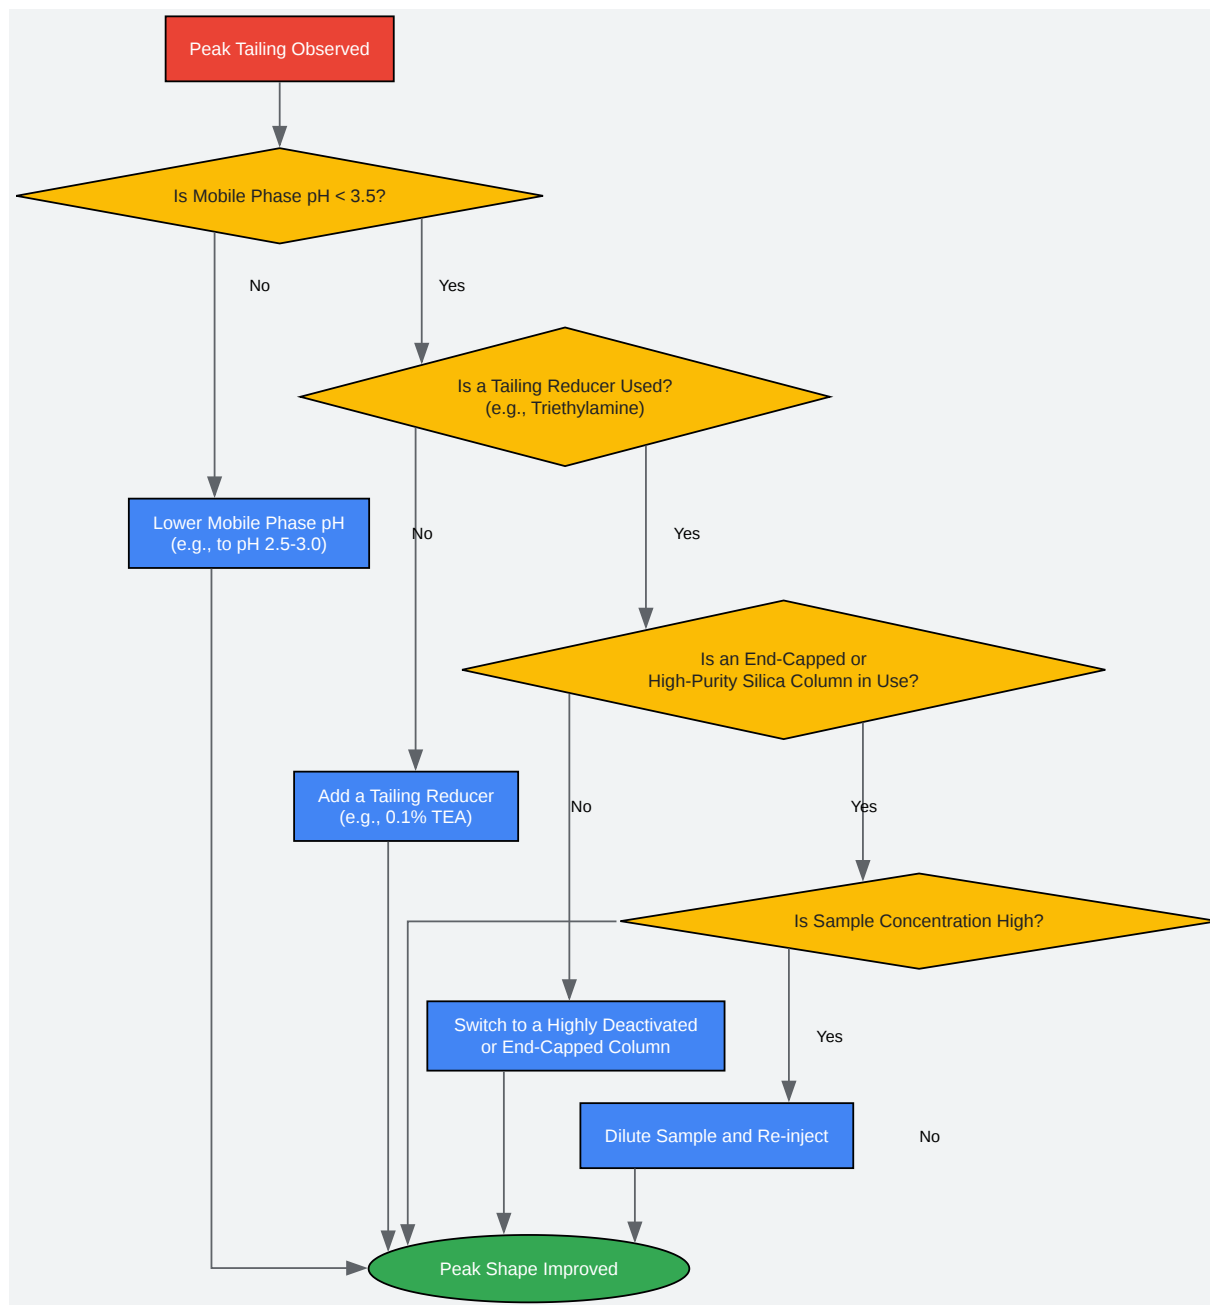 Peak Tailing Observed
Is Mobile Phase pH < 3.5?
No
Yes
Is a Tailing Reducer Used?
(e.g., Triethylamine)
Lower Mobile Phase pH
(e.g., to pH 2.5-3.0)
No
Yes
Is an End-Capped or
High-Purity Silica Column in Use?
Add a Tailing Reducer
(e.g., 0.1% TEA)
No
Yes
Is Sample Concentration High?
Switch to a Highly Deactivated
or End-Capped Column
Yes
Dilute Sample and Re-inject
No
Peak Shape Improved